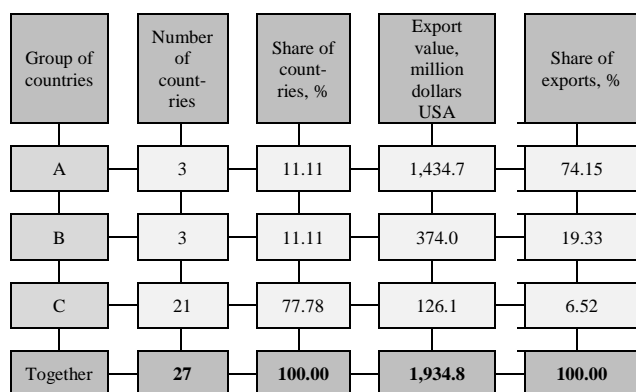 Group of
countries
Number
of
count-
ries
Share of
count-
ries, %
Export
value,
million
dollars
USA
Share of
exports, %
A
3
11.11
1,434.7
74.15
B
3
11.11
374.0
19.33
C
21
77.78
126.1
6.52
Together
27
100.00
1,934.8
100.00